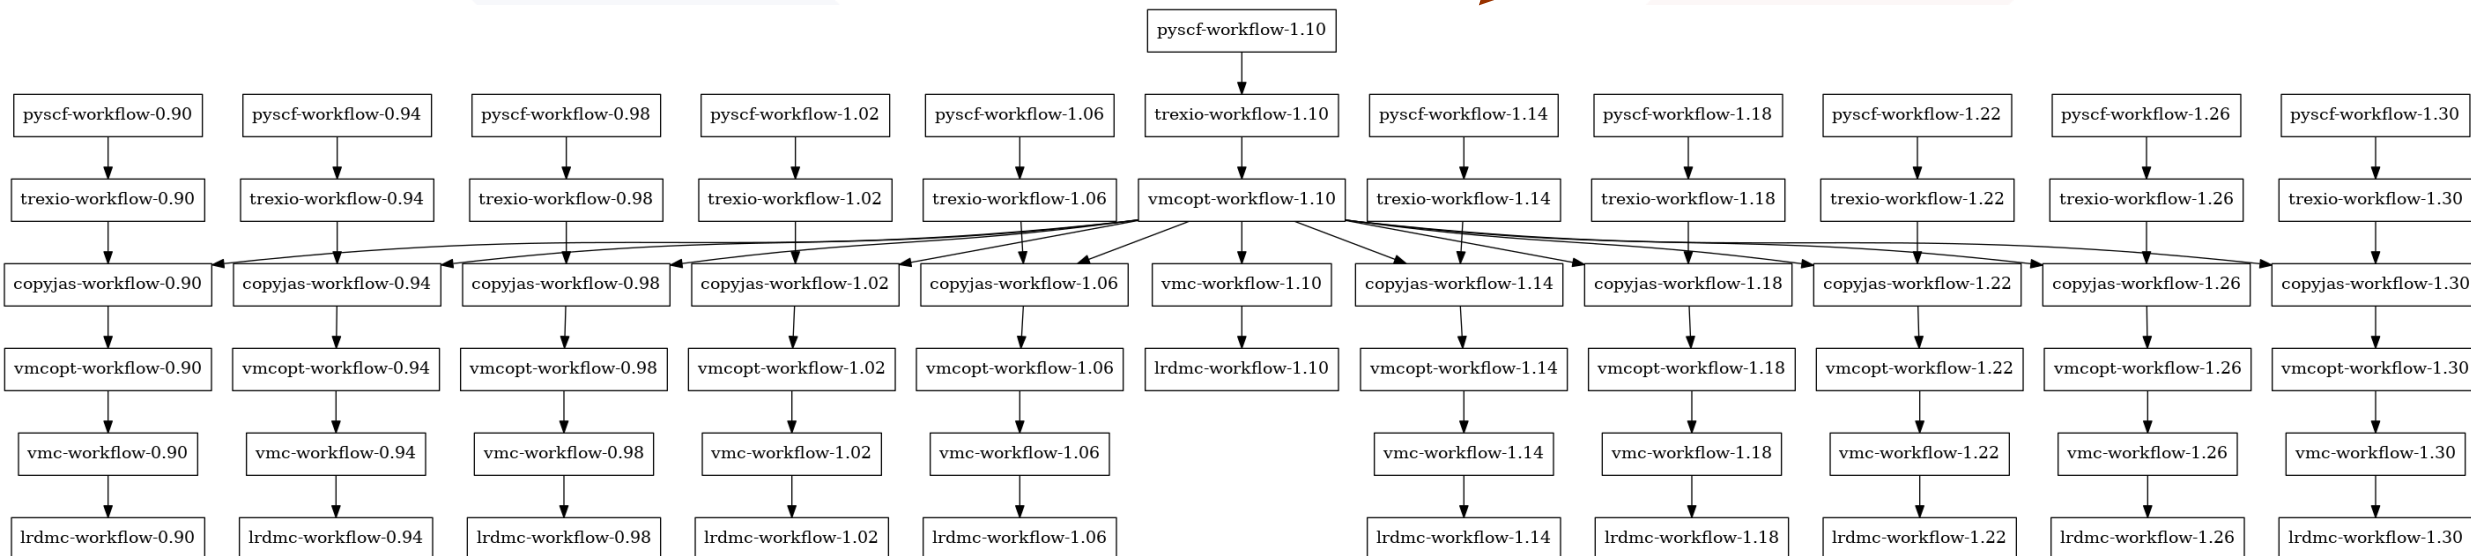 pyscf-workflow-1.10
pyscf-workflow-0.90
pyscf-workflow-0.94
pyscf-workflow-0.98
pyscf-workflow-1.02
pyscf-workflow-1.06
trexio-workflow-1.10
pyscf-workflow-1.14
pyscf-workflow-1.18
pyscf-workflow-1.22
pyscf-workflow-1.26
pyscf-workflow-1.30
trexio-workflow-0.90
trexio-workflow-0.94
trexio-workflow-0.98
trexio-workflow-1.02
trexio-workflow-1.06
vmcopt-workflow-1.10
trexio-workflow-1.14
trexio-workflow-1.18
trexio-workflow-1.22
trexio-workflow-1.26
trexio-workflow-1.30
copyjas-workflow-0.90
copyjas-workflow-0.94
copyjas-workflow-0.98
copyjas-workflow-1.02
copyjas-workflow-1.06
vmc-workflow-1.10
copyjas-workflow-1.14
copyjas-workflow-1.18
copyjas-workflow-1.22
copyjas-workflow-1.26
copyjas-workflow-1.30
vmcopt-workflow-0.90
vmcopt-workflow-0.94
vmcopt-workflow-0.98
vmcopt-workflow-1.02
vmcopt-workflow-1.06
lrdmc-workflow-1.10
vmcopt-workflow-1.14
vmcopt-workflow-1.18
vmcopt-workflow-1.22
vmcopt-workflow-1.26
vmcopt-workflow-1.30
vmc-workflow-0.90
vmc-workflow-0.94
vmc-workflow-0.98
vmc-workflow-1.02
vmc-workflow-1.06
vmc-workflow-1.14
vmc-workflow-1.18
vmc-workflow-1.22
vmc-workflow-1.26
vmc-workflow-1.30
lrdmc-workflow-0.90
lrdmc-workflow-0.94
lrdmc-workflow-0.98
lrdmc-workflow-1.02
lrdmc-workflow-1.06
lrdmc-workflow-1.14
lrdmc-workflow-1.18
lrdmc-workflow-1.22
lrdmc-workflow-1.26
lrdmc-workflow-1.30